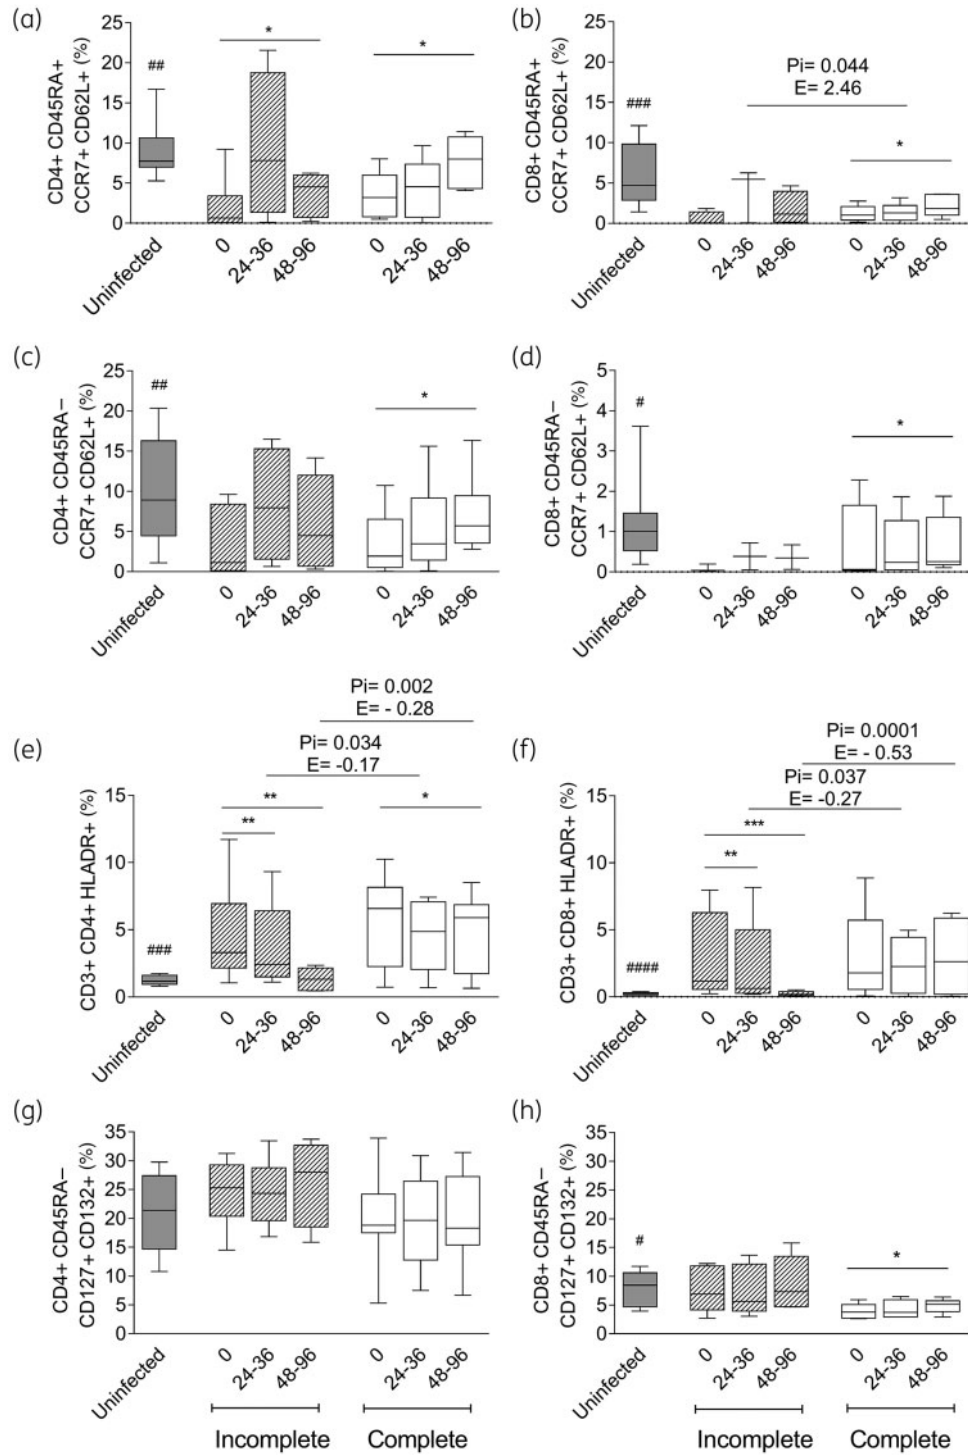 (a)
CD4+ CD45RA+
CCR7+ CD62L+ (%)
25
20
15
10
5
0
##
*
*
Uninfected
0
24-36
48-96
0
24-36
48-96
(b)
CD8+ CD45RA+
CCR7+ CD62L+ (%)
25
20
15
10
5
0
###
Pi= 0.044
E= 2.46
*
Uninfected
0
24-36
48-96
0
24-36
48-96
(c)
CD4+ CD45RA–
CCR7+ CD62L+ (%)
25
20
15
10
5
0
##
*
Uninfected
0
24-36
48-96
0
24-36
48-96
(d)
CD8+ CD45RA–
CCR7+ CD62L+ (%)
5
4
3
2
1
0
#
*
Uninfected
0
24-36
48-96
0
24-36
48-96
(e)
CD3+ CD4+ HLADR+ (%)
15
10
5
0
Pi= 0.002
E= - 0.28
Pi= 0.034
E= -0.17
**
**
*
###
Uninfected
0
24-36
48-96
0
24-36
48-96
(f)
CD3+ CD8+ HLADR+ (%)
15
10
5
0
Pi= 0.0001
E= - 0.53
Pi= 0.037
E= -0.27
***
**
####
Uninfected
0
24-36
48-96
0
24-36
48-96
(g)
CD4+ CD45RA–
CD127+ CD132+ (%)
35
30
25
20
15
10
5
0
Uninfected
0
24-36
48-96
0
24-36
48-96
Incomplete
Complete
(h)
CD8+ CD45RA–
CD127+ CD132+ (%)
35
30
25
20
15
10
5
0
#
*
Uninfected
0
24-36
48-96
0
24-36
48-96
Incomplete
Complete